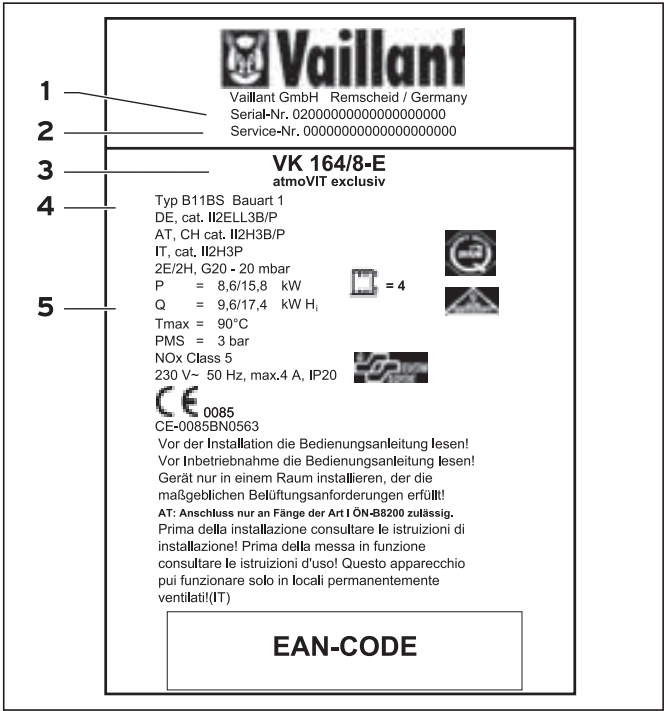 Vaillant
Vaillant GmbH Remscheid / Germany
1
Serial-Nr. 02000000000000000000
2
Service-Nr. 00000000000000000000
3
VK 164/8-E
atmoVIT exclusiv
4
Typ B11BS Bauart 1
DE, cat. II2ELL3B/P
AT, CH cat. II2H3B/P
IT, cat. II2H3P
2E/2H, G20 - 20 mbar
P = 8,6/15,8 kW
= 4
5
Q = 9,6/17,4 kW Hi
Tmax = 90°C
PMS = 3 bar
NOx Class 5
230 V~ 50 Hz, max.4 A, IP20
CE 0085
CE-0085BN0563
Vor der Installation die Bedienungsanleitung lesen!
Vor Inbetriebnahme die Bedienungsanleitung lesen!
Gerät nur in einem Raum installieren, der die
maßgeblichen Belüftungsanforderungen erfüllt!
AT: Anschluss nur an Fänge der Art I ÖN-B8200 zulässig.
Prima della installazione consultare le istruzioni di
installazione! Prima della messa in funzione
consultare le istruzioni d'uso! Questo apparecchio
pui funzionare solo in locali permanentemente
ventilati!(IT)
EAN-CODE